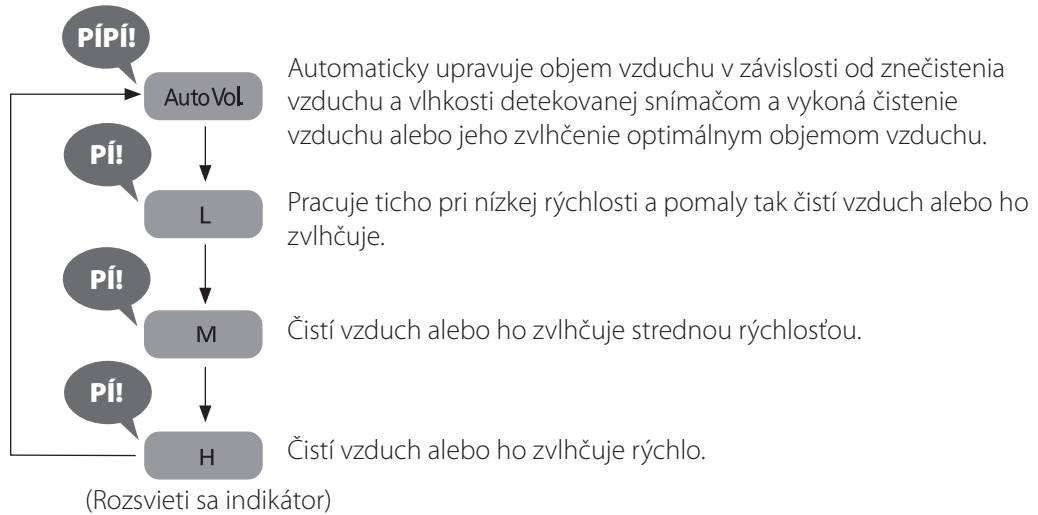 PÍPÍ!
Auto Vol.
Automaticky upravuje objem vzduchu v závislosti od znečistenia
vzduchu a vlhkosti detekovanej snímačom a vykoná čistenie
vzduchu alebo jeho zvlhčenie optimálnym objemom vzduchu.
PÍ!
L
Pracuje ticho pri nízkej rýchlosti a pomaly tak čistí vzduch alebo ho
zvlhčuje.
PÍ!
M
Čistí vzduch alebo ho zvlhčuje strednou rýchlosťou.
PÍ!
H
Čistí vzduch alebo ho zvlhčuje rýchlo.
(Rozsvieti sa indikátor)